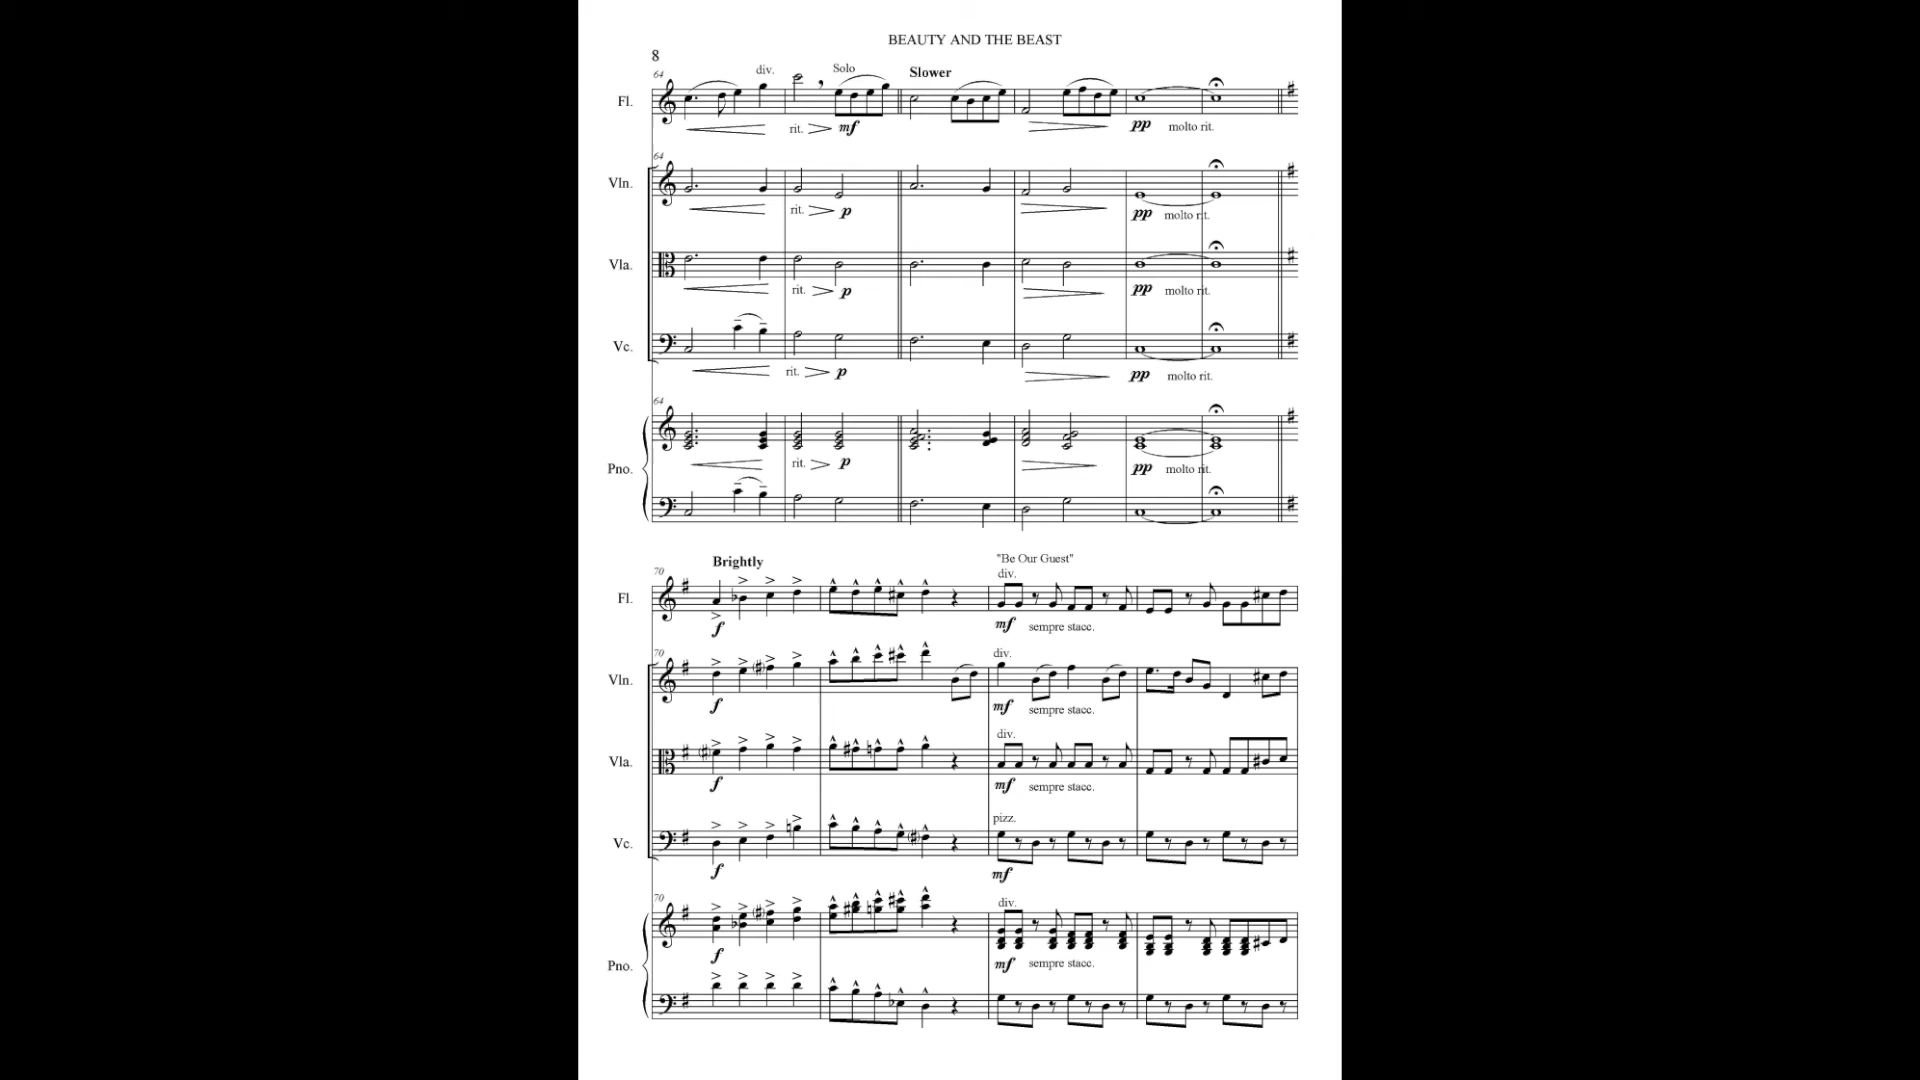 BEAUTY AND THE BEAST
8
64
div.
Solo
Slower
Fl.
rit.
mf
pp
molto rit.
64
Vln.
rit.
p
pp
molto rit.
Vla.
rit.
p
pp
molto rit.
Vc.
rit.
p
pp
molto rit.
64
Pno.
rit.
p
pp
molto rit.
Brightly
"Be Our Guest"
70
div.
Fl.
f
mf
sempre stacc.
70
div.
Vln.
f
mf
sempre stacc.
div.
Vla.
f
mf
sempre stacc.
pizz.
Vc.
f
mf
70
div.
Pno.
f
mf
sempre stacc.